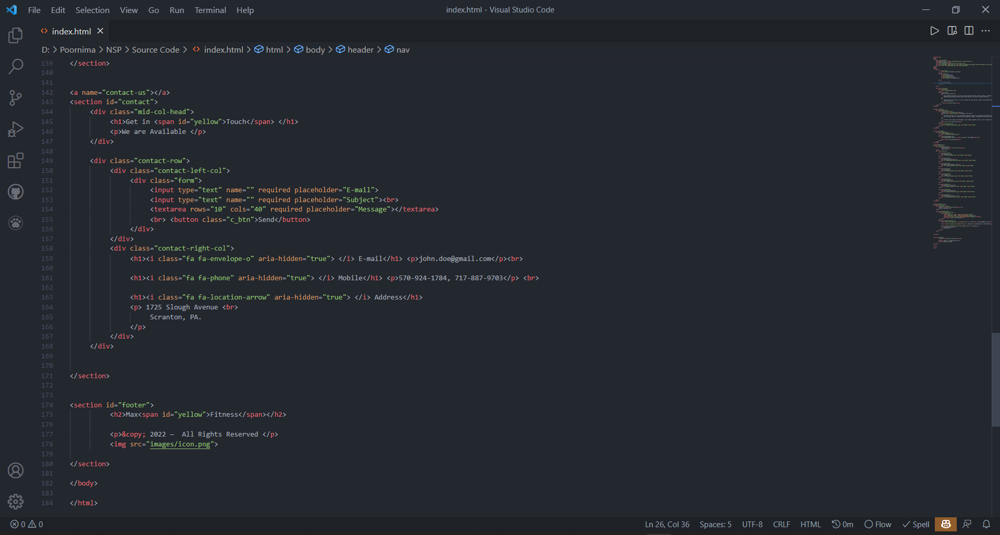 File Edit Selection View Go Run Terminal Help
index.html - Visual Studio Code
index.html
D: > Poornima > NSP > Source Code > index.html > html > body > header > nav
139 </section>
140
141
142 <a name="contact-us"></a>
143 <section id="contact">
144 <div class="mid-col-head">
145 <h1>Get in <span id="yellow">Touch</span> </h1>
146 <p>We are Available </p>
147 </div>
148
149 <div class="contact-row">
150 <div class="contact-left-col">
151 <div class="form">
152 <input type="text" name="" required placeholder="E-mail">
153 <input type="text" name="" required placeholder="Subject"><br>
154 <textarea rows="10" cols="40" required placeholder="Message"></textarea>
155 <br> <button class="c_btn">Send</button>
156 </div>
157 </div>
158 <div class="contact-right-col">
159 <h1><i class="fa fa-envelope-o" aria-hidden="true"> </i> E-mail</h1> <p>john.doe@gmail.com</p><br>
160
161 <h1><i class="fa fa-phone" aria-hidden="true"> </i> Mobile</h1> <p>570-924-1784, 717-887-9703</p> <br>
162
163 <h1><i class="fa fa-location-arrow" aria-hidden="true"> </i> Address</h1>
164 <p> 1725 Slough Avenue <br>
165 Scranton, PA.
166 </p>
167 </div>
168 </div>
169
170
171 </section>
172
173
174 <section id="footer">
175 <h2>Max<span id="yellow">Fitness</span></h2>
176
177 <p>&copy; 2022 – All Rights Reserved </p>
178 <img src="images/icon.png">
179
180 </section>
181
182 </body>
183
184 </html>
0 0
Ln 26, Col 36 Spaces: 5 UTF-8 CRLF HTML 0m Flow Spell